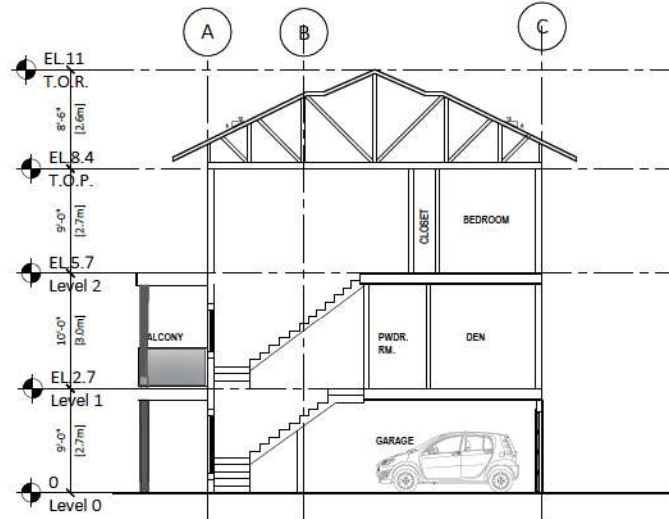 A
B
C
EL.11
T.O.R.
8'-6"
[2.6m]
EL.8.4
T.O.P.
9'-0"
[2.7m]
CLOSET
BEDROOM
EL.5.7
Level 2
10'-0"
[3.0m]
ALCONY
PWDR.
RM.
DEN
EL.2.7
Level 1
9'-0"
[2.7m]
GARAGE
0
Level 0